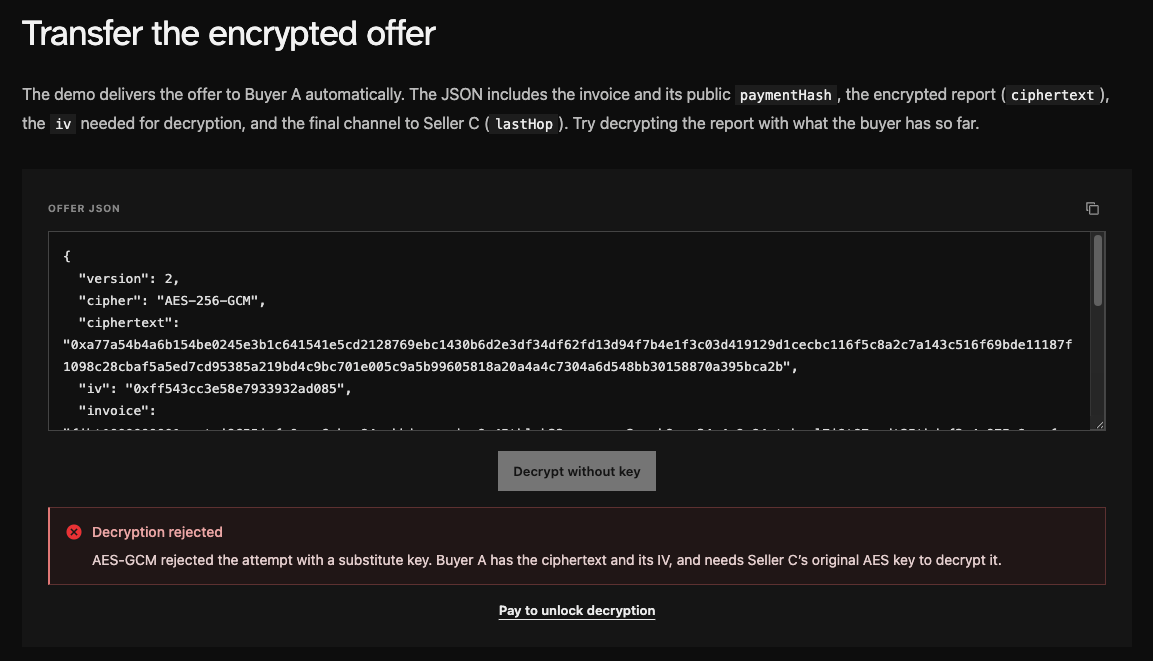 Transfer the encrypted offer
The demo delivers the offer to Buyer A automatically. The JSON includes the invoice and its public paymentHash, the encrypted report (ciphertext),
the iv needed for decryption, and the final channel to Seller C (lastHop). Try decrypting the report with what the buyer has so far.
OFFER JSON
{
"version": 2,
"cipher": "AES-256-GCM",
"ciphertext":
"0xa77a54b4a6b154be0245e3b1c641541e5cd2128769ebc1430b6d2e3df34df62fd13d94f7b4e1f3c03d419129d1cecbc116f5c8a2c7a143c516f69bde11187f
1098c28cbaf5a5ed7cd95385a219bd4c9bc701e005c9a5b99605818a20a4a4c7304a6d548bb30158870a395bca2b",
"iv": "0xff543cc3e58e7933932ad085",
"invoice":
Decrypt without key
Decryption rejected
AES-GCM rejected the attempt with a substitute key. Buyer A has the ciphertext and its IV, and needs Seller C’s original AES key to decrypt it.
Pay to unlock decryption